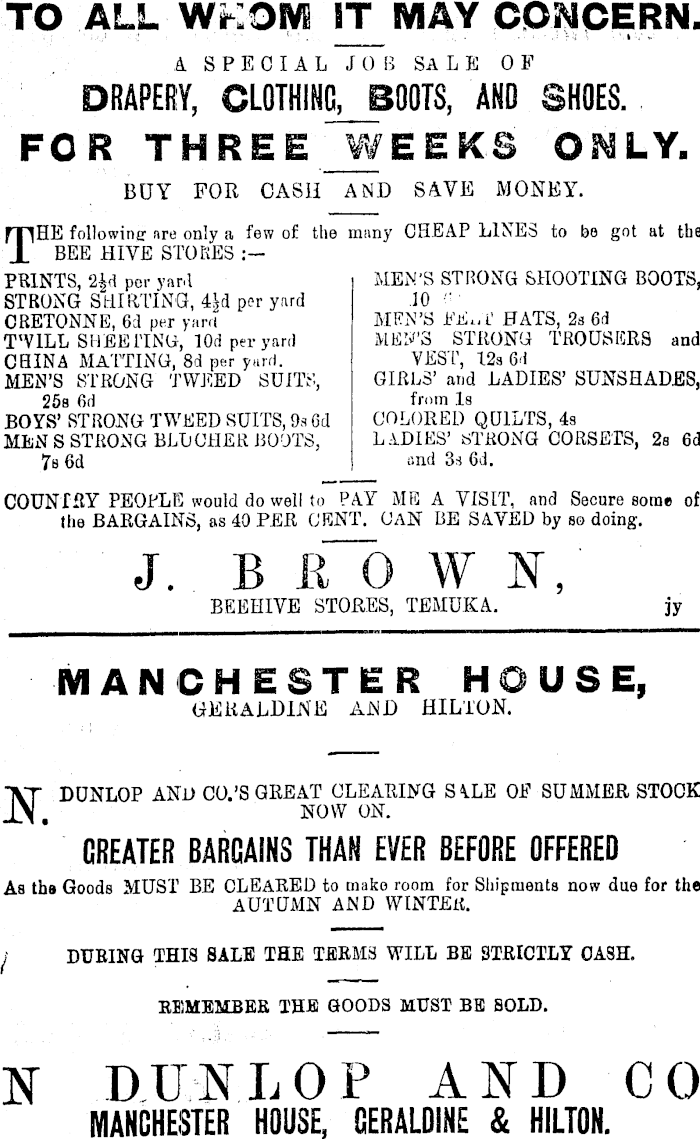 TO ALL WHOM IT MAY CONCERN.
A SPECIAL JOB SALE OF
DRAPERY, CLOTHING, BOOTS, AND SHOES.
FOR THREE WEEKS ONLY.
BUY FOR CASH AND SAVE MONEY.
THE following are only a few of the many CHEAP LINES to be got at the
BEE HIVE STORES :—
PRINTS, 2½d per yard
STRONG SHIRTING, 4½d per yard
CRETONNE, 6d per yard
TWILL SHEETING, 10d per yard
CHINA MATTING, 8d per yard.
MEN'S STRONG TWEED SUITS,
25s 6d
BOYS' STRONG TWEED SUITS, 9s 6d
MEN S STRONG BLUCHER BOOTS,
7s 6d
MEN'S STRONG SHOOTING BOOTS,
10
MEN'S FELT HATS, 2s 6d
MEN'S STRONG TROUSERS and
VEST, 12s 6d
GIRLS' and LADIES' SUNSHADES,
from 1s
COLORED QUILTS, 4s
LADIES' STRONG CORSETS, 2s 6d
and 3s 6d.
COUNTRY PEOPLE would do well to PAY ME A VISIT, and Secure some of
the BARGAINS, as 40 PER CENT. CAN BE SAVED by so doing.
J. BROWN,
BEEHIVE STORES, TEMUKA. jy
MANCHESTER HOUSE,
GERALDINE AND HILTON.
N. DUNLOP AND CO.'S GREAT CLEARING SALE OF SUMMER STOCK
NOW ON.
GREATER BARGAINS THAN EVER BEFORE OFFERED
As the Goods MUST BE CLEARED to make room for Shipments now due for the
AUTUMN AND WINTER.
DURING THIS SALE THE TERMS WILL BE STRICTLY CASH.
REMEMBER THE GOODS MUST BE SOLD.
N DUNLOP AND CO
MANCHESTER HOUSE, GERALDINE & HILTON.